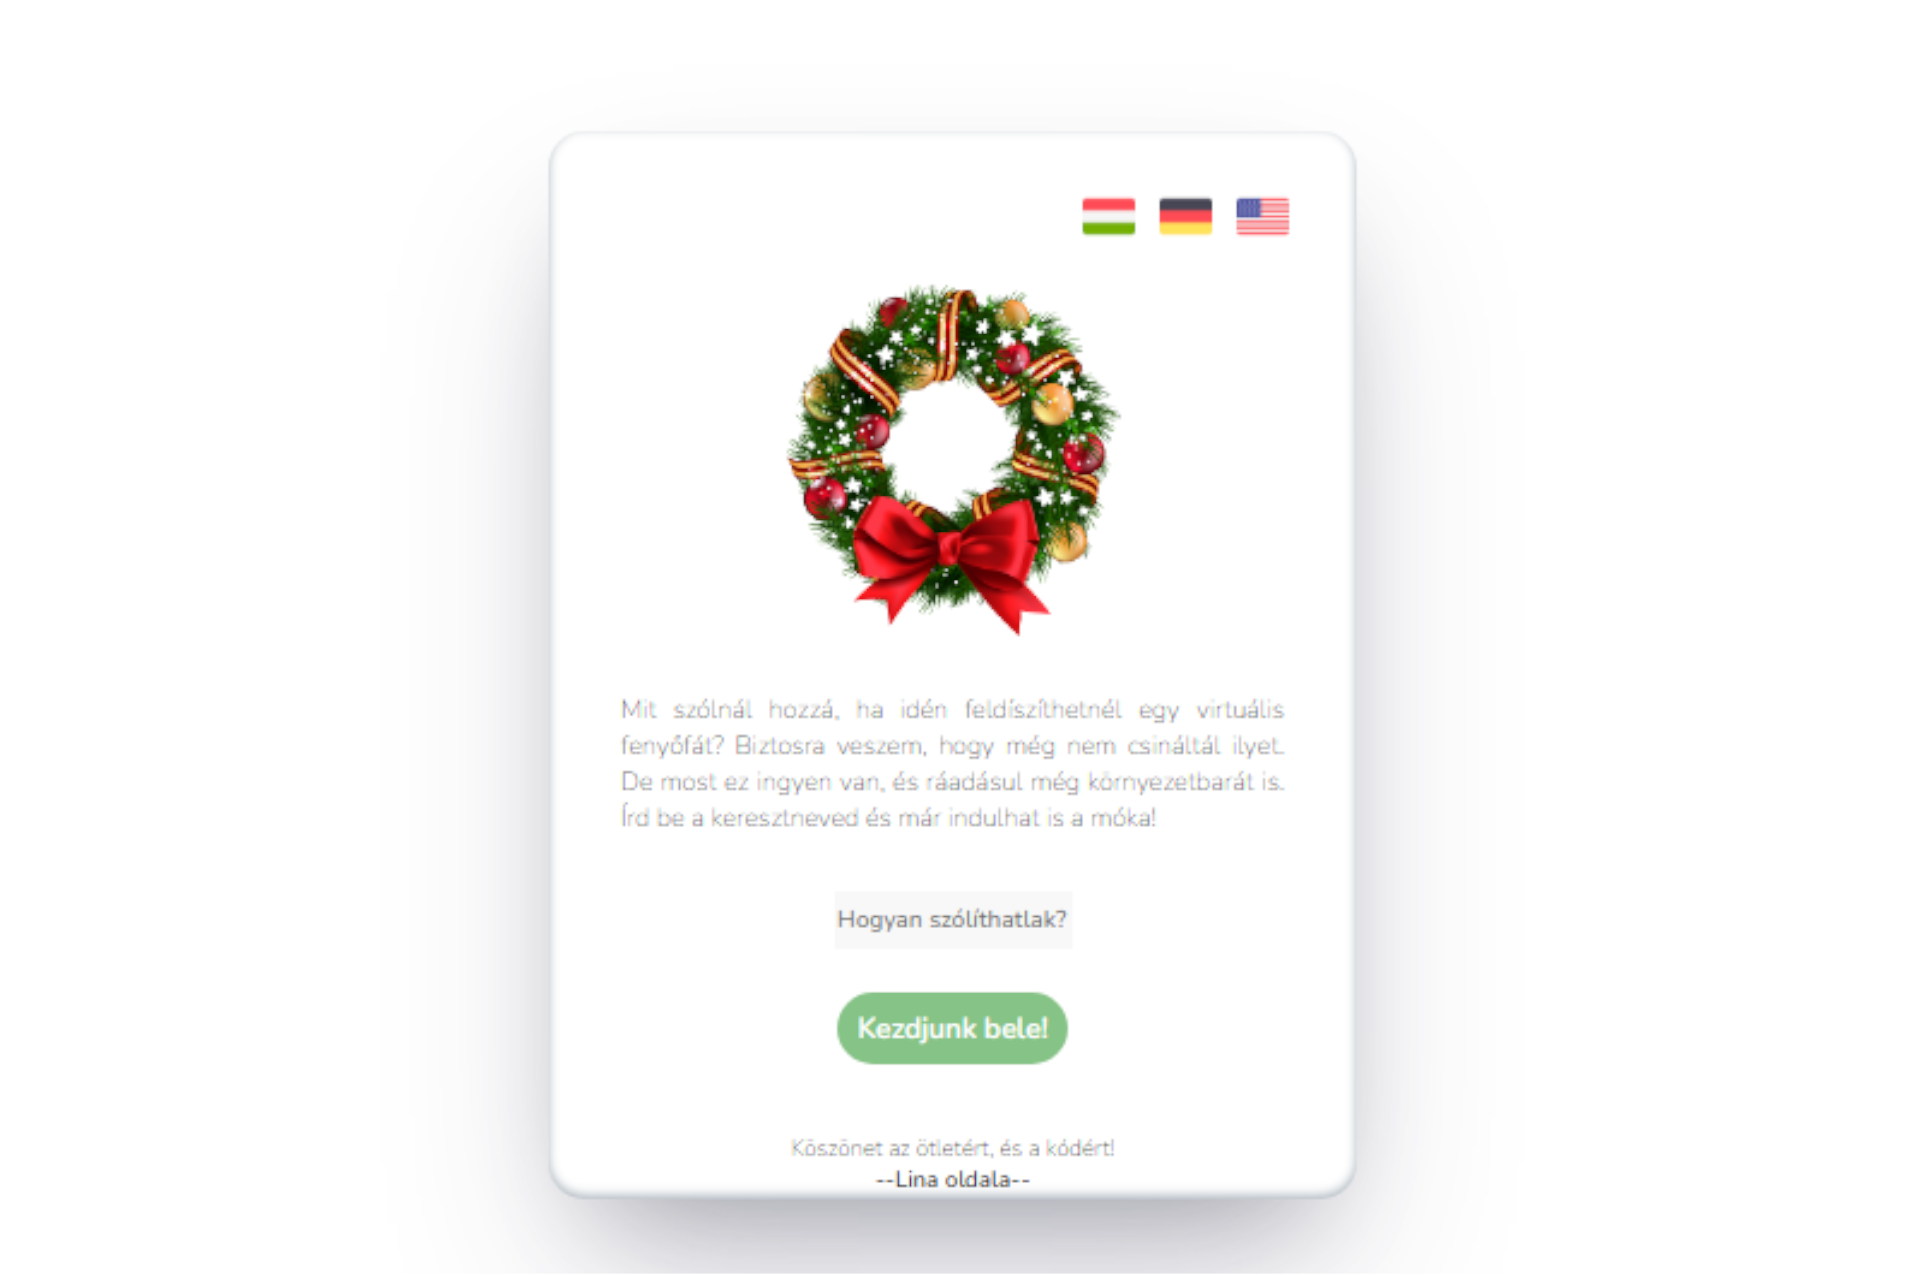 Mit szólnál hozzá, ha idén feldíszíthetnél egy virtuális
fenyőfát? Biztosra veszem, hogy még nem csináltál ilyet.
De most ez ingyen van, és ráadásul még környezetbarát is.
Írd be a keresztneved és már indulhat is a móka!
Hogyan szólíthatlak?
Kezdjunk bele!
Köszönet az ötletért, és a kódért!
--Lina oldala--